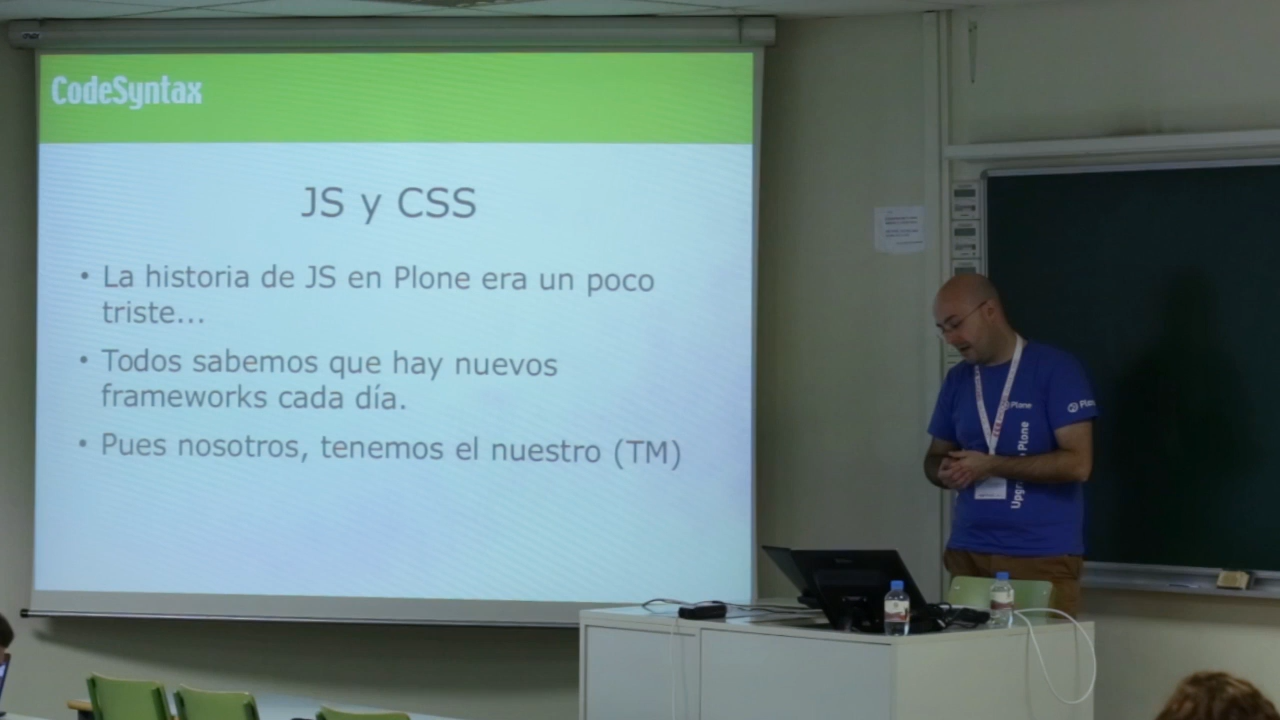 CodeSyntax
JS y CSS
• La historia de JS en Plone era un poco
triste...
• Todos sabemos que hay nuevos
frameworks cada día.
• Pues nosotros, tenemos el nuestro (TM)
Plone